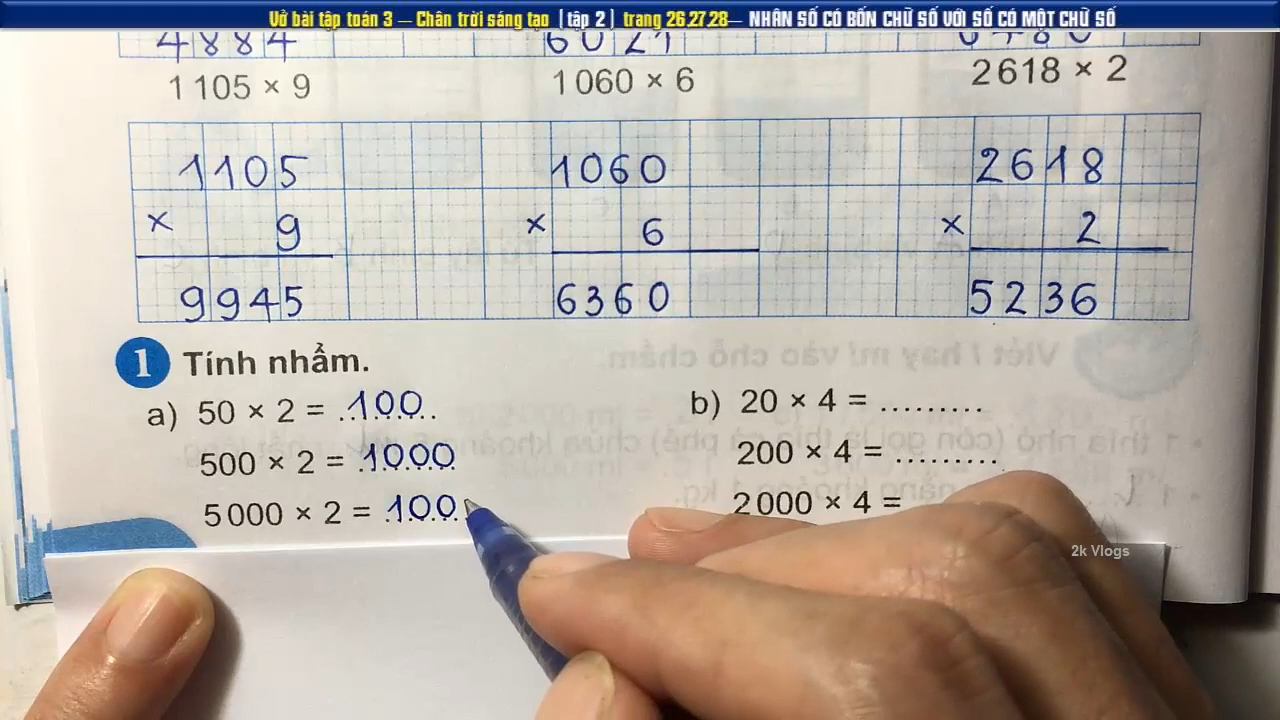 Vở bài tập toán 3 – Chân trời sáng tạo [tập 2] trang 26,27,28– NHÂN SỐ CÓ BỐN CHỮ SỐ VỚI SỐ CÓ MỘT CHỮ SỐ
4884
1105 × 9 1060 × 6 2618 × 2
1105 1060 2618
× 9 × 6 × 2
9945 6360 5236
1 Tính nhẩm.
a) 50 × 2 = 100 b) 20 × 4 = .........
500 × 2 = 1000 200 × 4 = .........
5000 × 2 = 100 2000 × 4 =
2k Vlogs